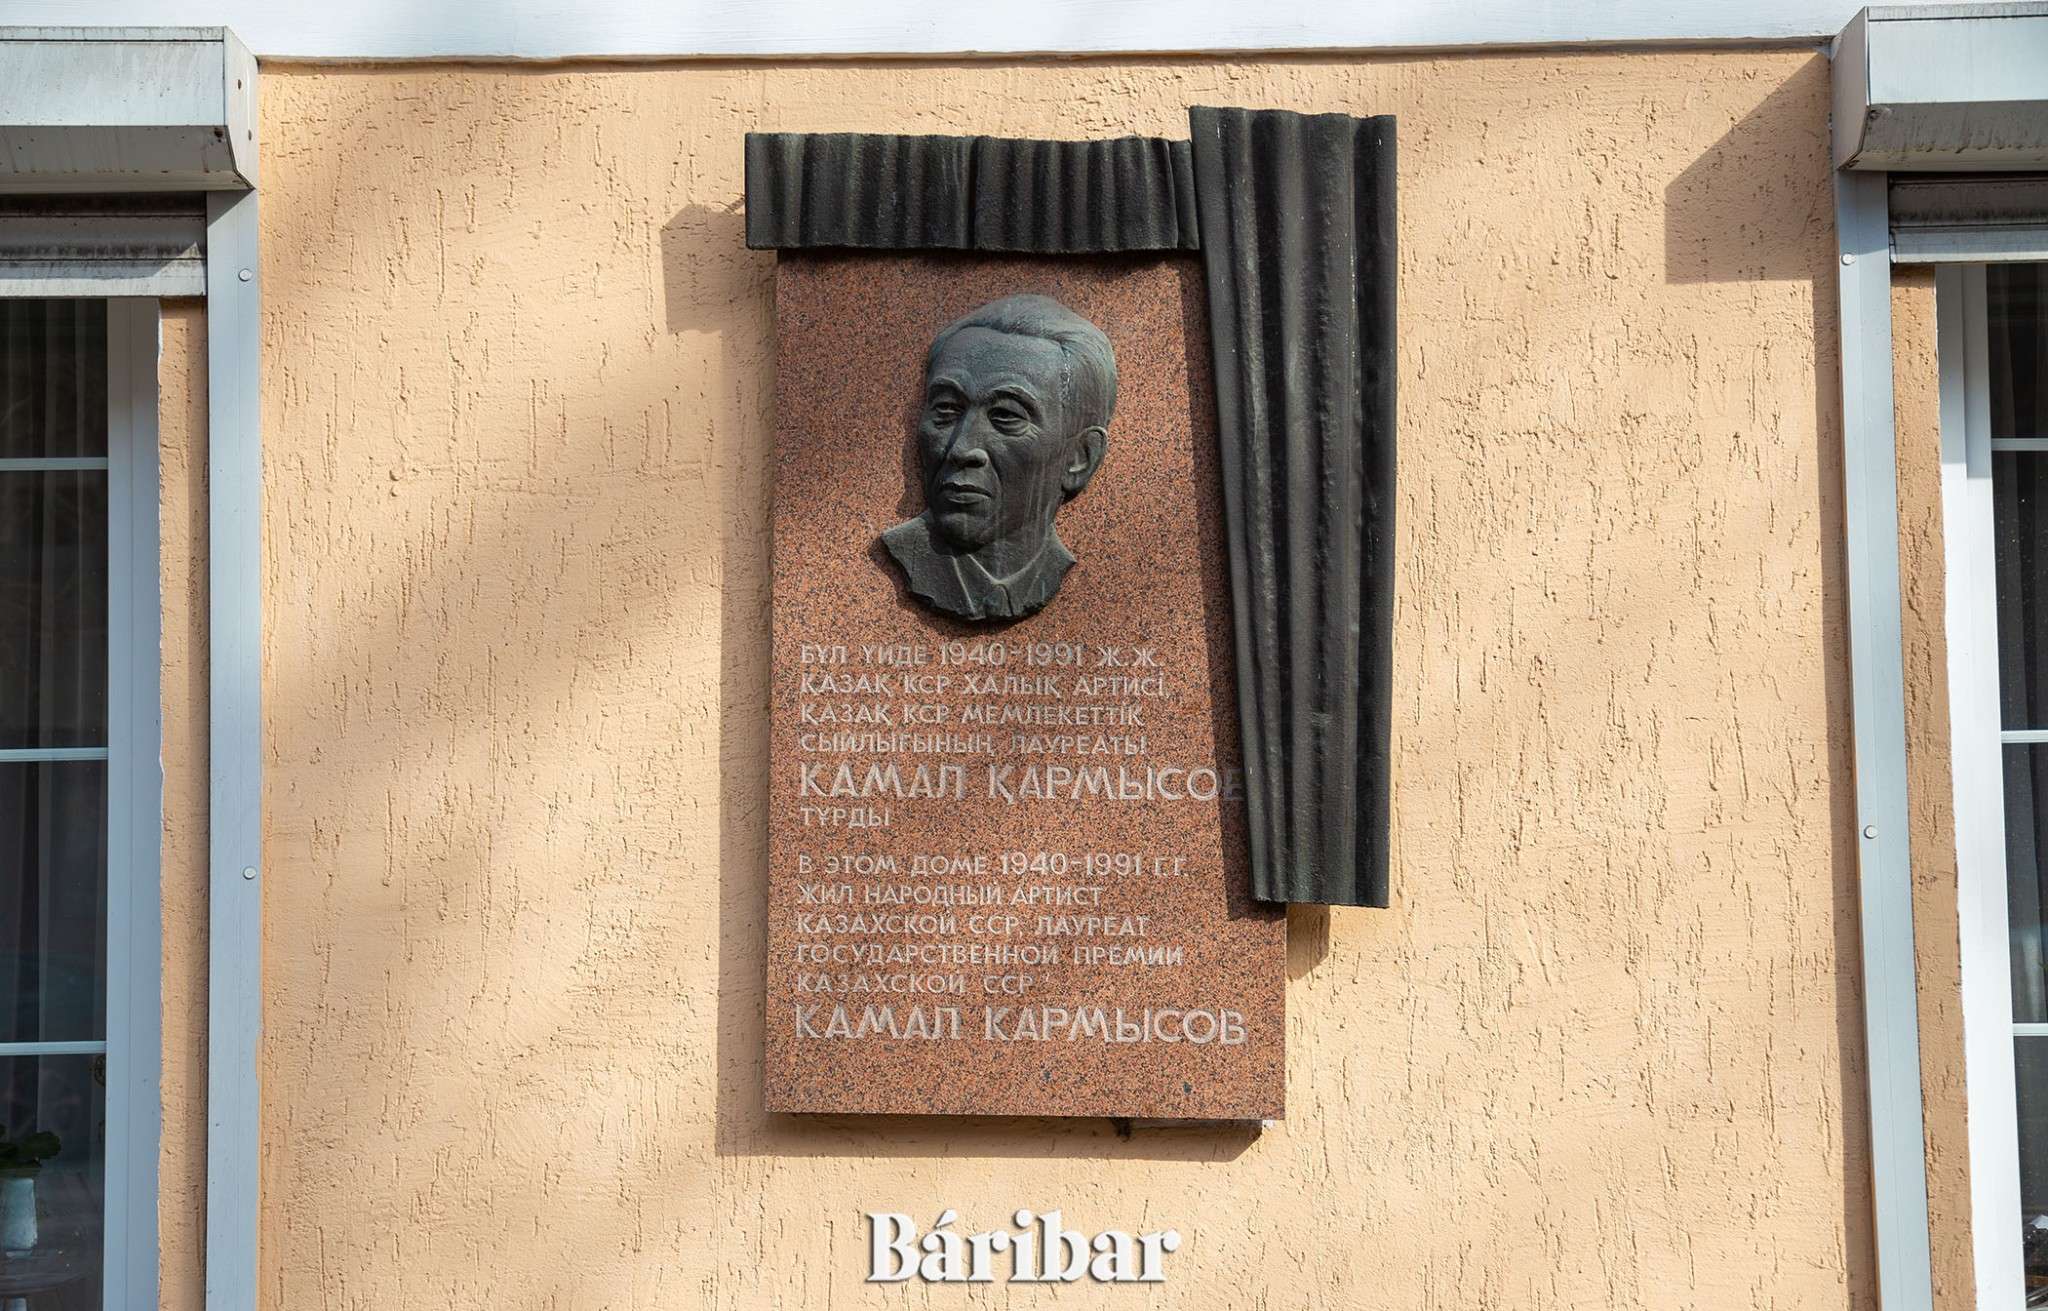 БҰЛ ҮЙДЕ 1940-1991 Ж.Ж.
ҚАЗАҚ КСР ХАЛЫҚ АРТИСІ,
ҚАЗАҚ КСР МЕМЛЕКЕТТІК
СЫЙЛЫҒЫНЫҢ ЛАУРЕАТЫ
КАМАЛ ҚАРМЫСОВ
ТҰРДЫ
В ЭТОМ ДОМЕ 1940-1991 Г.Г.
ЖИЛ НАРОДНЫЙ АРТИСТ
КАЗАХСКОЙ ССР, ЛАУРЕАТ
ГОСУДАРСТВЕННОЙ ПРЕМИИ
КАЗАХСКОЙ ССР
КАМАЛ КАРМЫСОВ
Báribar